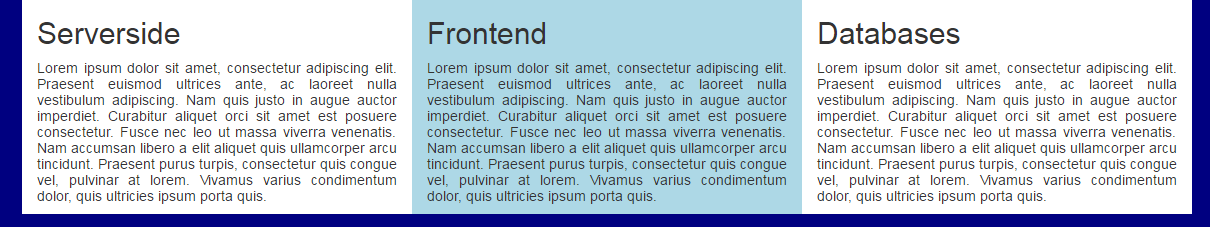 Serverside
Lorem ipsum dolor sit amet, consectetur adipiscing elit.
Praesent euismod ultrices ante, ac laoreet nulla
vestibulum adipiscing. Nam quis justo in augue auctor
imperdiet. Curabitur aliquet orci sit amet est posuere
consectetur. Fusce nec leo ut massa viverra venenatis.
Nam accumsan libero a elit aliquet quis ullamcorper arcu
tincidunt. Praesent purus turpis, consectetur quis congue
vel, pulvinar at lorem. Vivamus varius condimentum
dolor, quis ultricies ipsum porta quis.
Frontend
Lorem ipsum dolor sit amet, consectetur adipiscing elit.
Praesent euismod ultrices ante, ac laoreet nulla
vestibulum adipiscing. Nam quis justo in augue auctor
imperdiet. Curabitur aliquet orci sit amet est posuere
consectetur. Fusce nec leo ut massa viverra venenatis.
Nam accumsan libero a elit aliquet quis ullamcorper arcu
tincidunt. Praesent purus turpis, consectetur quis congue
vel, pulvinar at lorem. Vivamus varius condimentum
dolor, quis ultricies ipsum porta quis.
Databases
Lorem ipsum dolor sit amet, consectetur adipiscing elit.
Praesent euismod ultrices ante, ac laoreet nulla
vestibulum adipiscing. Nam quis justo in augue auctor
imperdiet. Curabitur aliquet orci sit amet est posuere
consectetur. Fusce nec leo ut massa viverra venenatis.
Nam accumsan libero a elit aliquet quis ullamcorper arcu
tincidunt. Praesent purus turpis, consectetur quis congue
vel, pulvinar at lorem. Vivamus varius condimentum
dolor, quis ultricies ipsum porta quis.